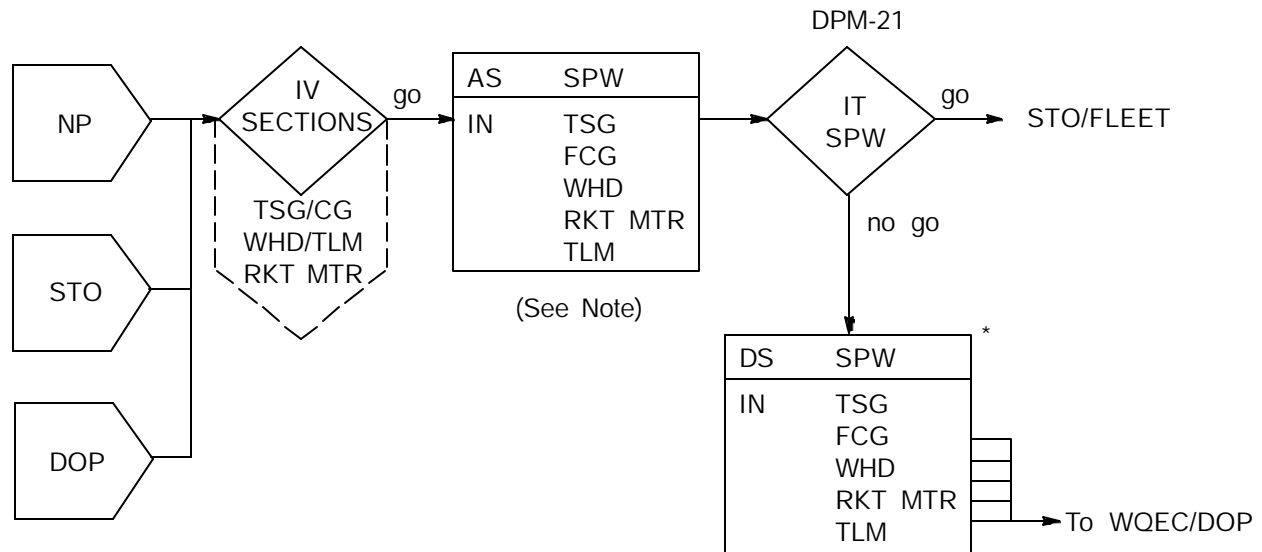 DPM-21
NP
IV
SECTIONS
go
TSG/CG
WHD/TLM
RKT MTR
AS SPW
IN TSG
FCG
WHD
RKT MTR
TLM
(See Note)
IT
SPW
go
STO/FLEET
no go
STO
DOP
*
DS SPW
IN TSG
FCG
WHD
RKT MTR
TLM
To WQEC/DOP